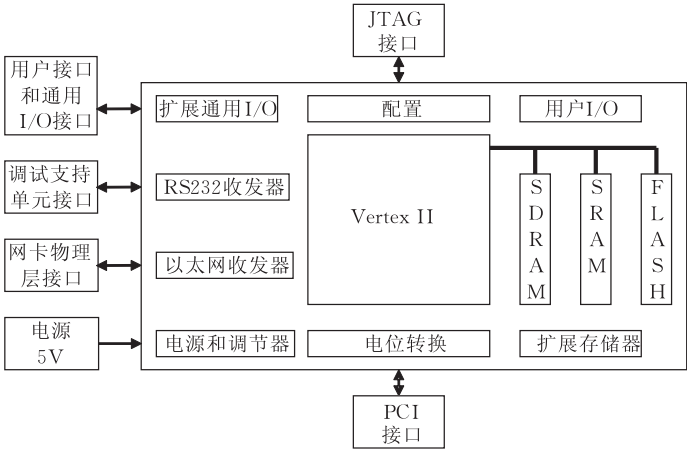 JTAG
接口
用户接口
和通用
I/O接口
扩展通用I/O
配置
用户I/O
调试支持
单元接口
RS232收发器
Vertex II
SDRAM
SRAM
FLASH
网卡物理
层接口
以太网收发器
电源
5V
电源和调节器
电位转换
扩展存储器
PCI
接口